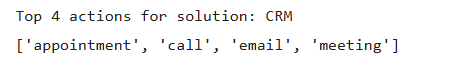 Top 4 actions for solution: CRM
['appointment', 'call', 'email', 'meeting']